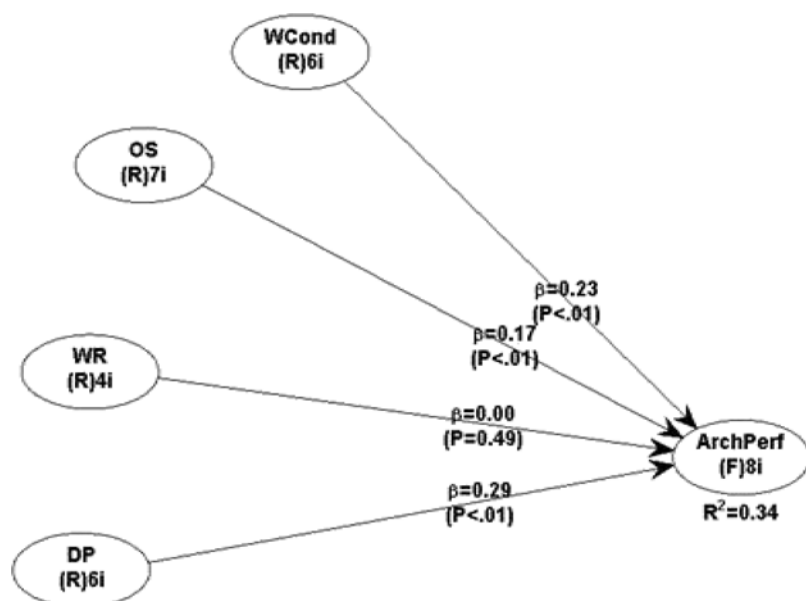 WCond
(R)6i
OS
(R)7i
β=0.23
(P<.01)
β=0.17
(P<.01)
WR
(R)4i
β=0.00
(P=0.49)
ArchPerf
(F)8i
R²=0.34
β=0.29
(P<.01)
DP
(R)6i